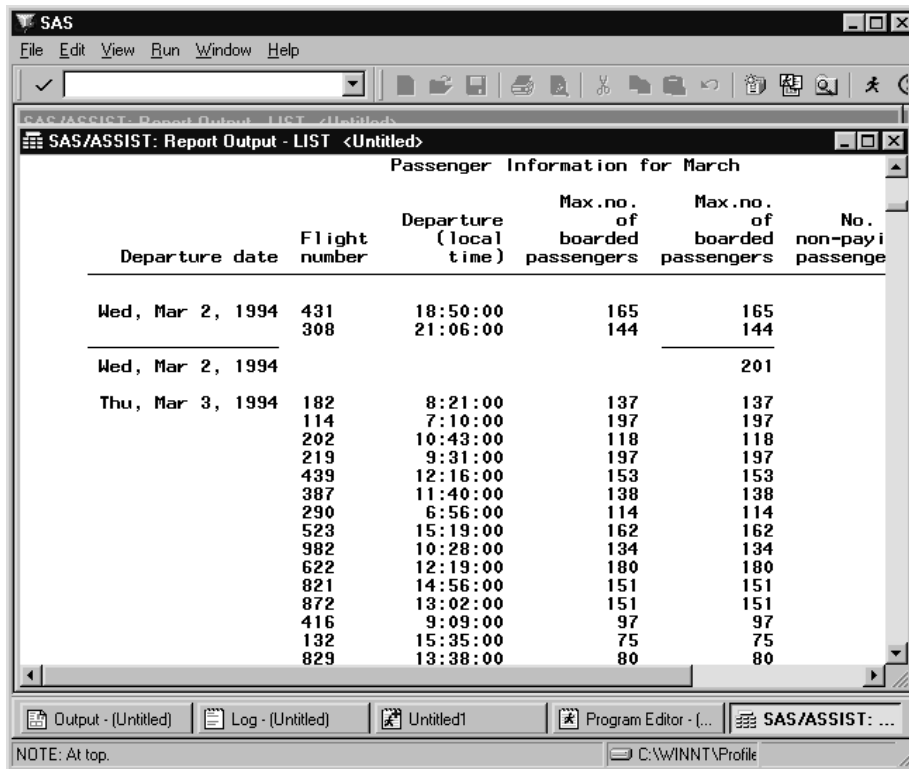 SAS
File Edit View Run Window Help
SAS/ASSIST: Report Output - LIST <Untitled>
SAS/ASSIST: Report Output - LIST <Untitled>
Passenger Information for March
Max.no. Max.no.
Departure of of No.
Flight (local boarded boarded non-payi
Departure date number time) passengers passengers passenge
Wed, Mar 2, 1994 431 18:50:00 165 165
308 21:06:00 144 144
Wed, Mar 2, 1994 201
Thu, Mar 3, 1994 182 8:21:00 137 137
114 7:10:00 197 197
202 10:43:00 118 118
219 9:31:00 197 197
439 12:16:00 153 153
387 11:40:00 138 138
290 6:56:00 114 114
523 15:19:00 162 162
982 10:28:00 134 134
622 12:19:00 180 180
821 14:56:00 151 151
872 13:02:00 151 151
416 9:09:00 97 97
132 15:35:00 75 75
829 13:38:00 80 80
Output - (Untitled) Log - (Untitled) Untitled1 Program Editor - (... SAS/ASSIST: ...
NOTE: At top. C:\WINNT\Profile